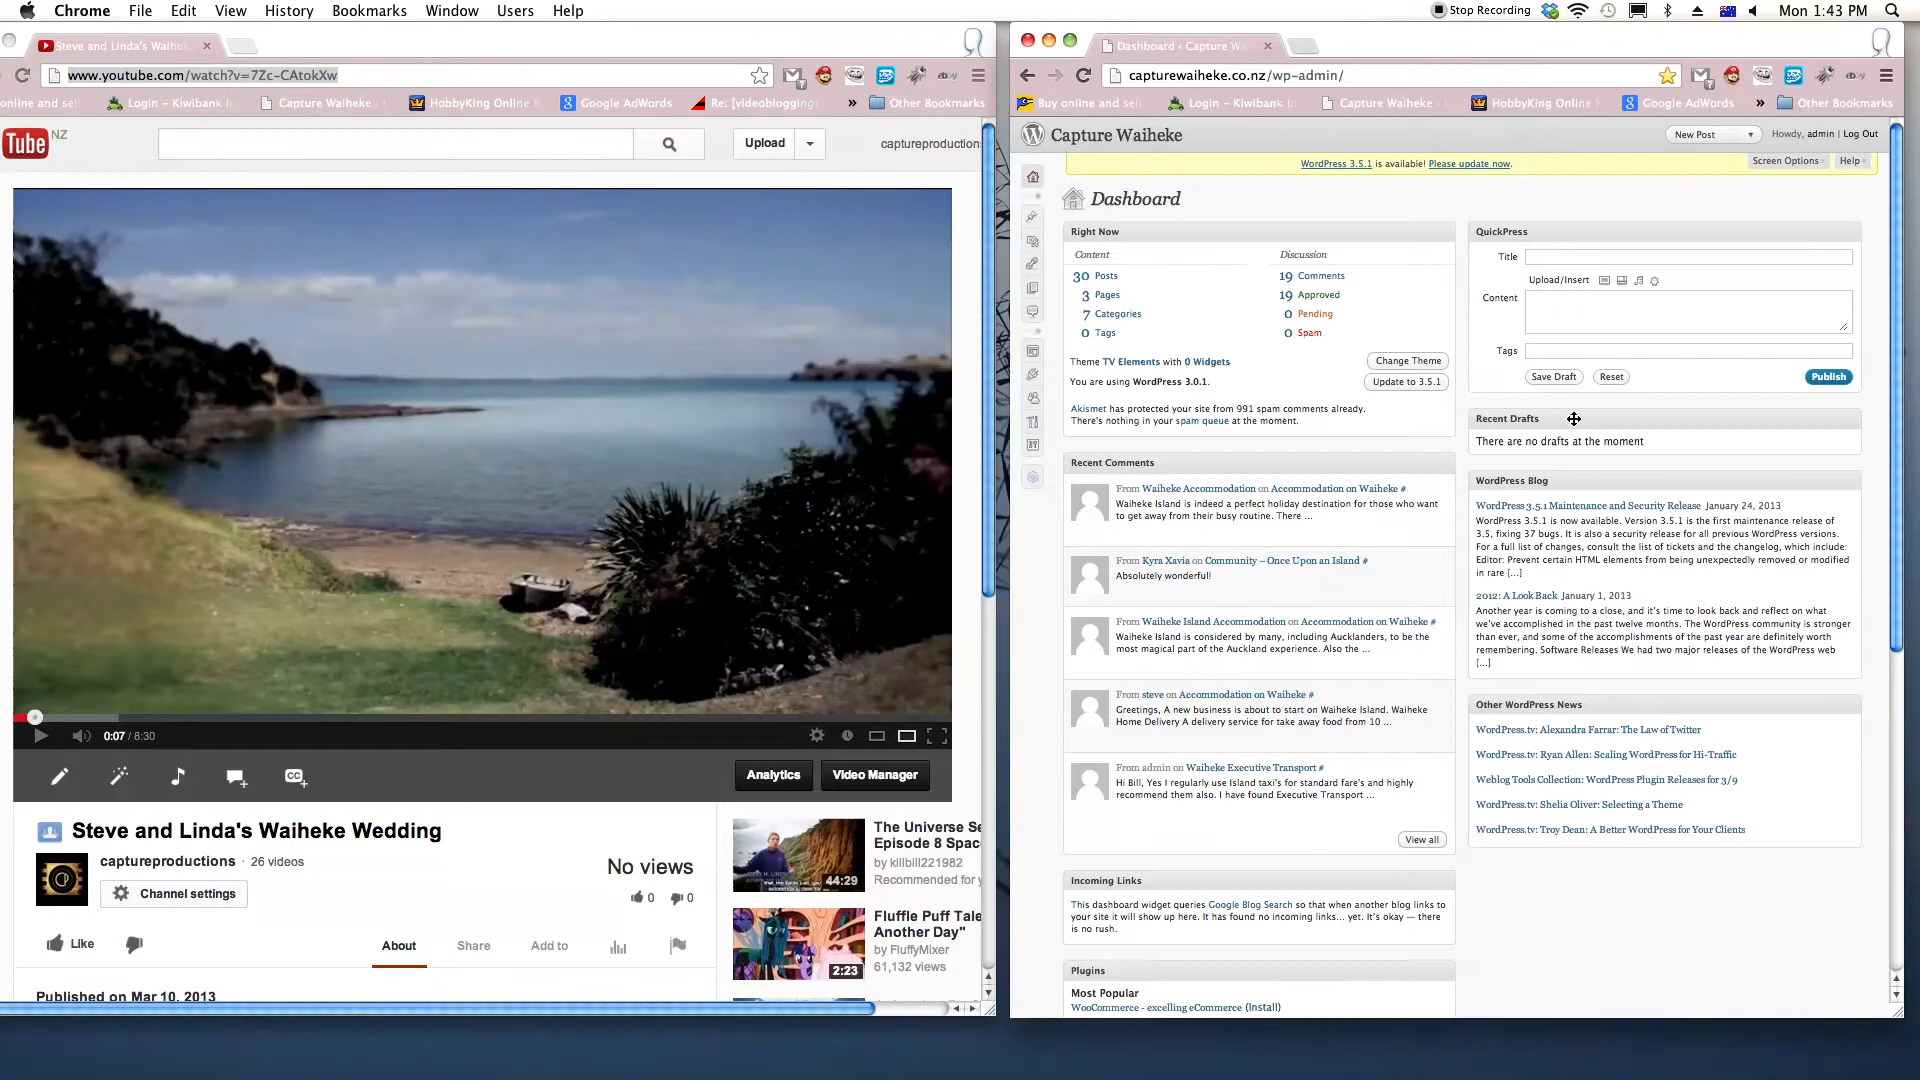 Chrome File Edit View History Bookmarks Window Users Help
Stop Recording Mon 1:43 PM
Steve and Linda's Waiheke
www.youtube.com/watch?v=7Zc-CAtokXw
online and sel Login – Kiwibank In Capture Waiheke HobbyKing Online R Google AdWords Re: [videoblogging] » Other Bookmarks
Tube NZ
Upload
captureproductions
0:07 / 8:30
CC
Analytics
Video Manager
Steve and Linda's Waiheke Wedding
captureproductions · 26 videos
Channel settings
No views
0 0
Like
About
Share
Add to
Published on Mar 10, 2013
The Universe Se
Episode 8 Spac
by killbill221982
Recommended for y
44:29
Fluffle Puff Tale
Another Day"
by FluffyMixer
61,132 views
2:23
Dashboard ‹ Capture Wa
capturewaiheke.co.nz/wp-admin/
Buy online and sel Login – Kiwibank In Capture Waiheke HobbyKing Online Google AdWords » Other Bookmarks
Capture Waiheke
New Post
Howdy, admin | Log Out
WordPress 3.5.1 is available! Please update now.
Screen Options
Help
Dashboard
Right Now
Content
30 Posts
3 Pages
7 Categories
0 Tags
Discussion
19 Comments
19 Approved
0 Pending
0 Spam
Theme TV Elements with 0 Widgets
Change Theme
You are using WordPress 3.0.1.
Update to 3.5.1
Akismet has protected your site from 991 spam comments already.
There's nothing in your spam queue at the moment.
Recent Comments
From Waiheke Accommodation on Accommodation on Waiheke #
Waiheke Island is indeed a perfect holiday destination for those who want
to get away from their busy routine. There ...
From Kyra Xavia on Community – Once Upon an Island #
Absolutely wonderful!
From Waiheke Island Accommodation on Accommodation on Waiheke #
Waiheke Island is considered by many, including Aucklanders, to be the
most magical part of the Auckland experience. Also the ...
From steve on Accommodation on Waiheke #
Greetings, A new business is about to start on Waiheke Island. Waiheke
Home Delivery A delivery service for take away food from 10 ...
From admin on Waiheke Executive Transport #
Hi Bill, Yes I regularly use Island taxi's for standard fare's and highly
recommend them also. I have found Executive Transport ...
View all
Incoming Links
This dashboard widget queries Google Blog Search so that when another blog links to
your site it will show up here. It has found no incoming links... yet. It's okay — there
is no rush.
Plugins
Most Popular
WooCommerce - excelling eCommerce (Install)
QuickPress
Title
Upload/Insert
Content
Tags
Save Draft
Reset
Publish
Recent Drafts
There are no drafts at the moment
WordPress Blog
WordPress 3.5.1 Maintenance and Security Release January 24, 2013
WordPress 3.5.1 is now available. Version 3.5.1 is the first maintenance release of
3.5, fixing 37 bugs. It is also a security release for all previous WordPress versions.
For a full list of changes, consult the list of tickets and the changelog, which include:
Editor: Prevent certain HTML elements from being unexpectedly removed or modified
in rare [...]
2012: A Look Back January 1, 2013
Another year is coming to a close, and it's time to look back and reflect on what
we've accomplished in the past twelve months. The WordPress community is stronger
than ever, and some of the accomplishments of the past year are definitely worth
remembering. Software Releases We had two major releases of the WordPress web
[...]
Other WordPress News
WordPress.tv: Alexandra Farrar: The Law of Twitter
WordPress.tv: Ryan Allen: Scaling WordPress for Hi-Traffic
Weblog Tools Collection: WordPress Plugin Releases for 3/9
WordPress.tv: Shelia Oliver: Selecting a Theme
WordPress.tv: Troy Dean: A Better WordPress for Your Clients